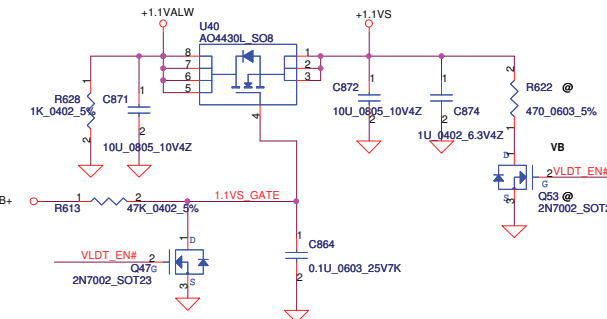 +1.1VALW
+1.1VS
U40
AO4430L_SO8
8
7
6
5
1
2
3
4
1
R628
1K_0402_5%
2
1
C871
2
10U_0805_10V4Z
1
C872
10U_0805_10V4Z
2
1
C874
2
1U_0402_6.3V4Z
2
R622 @
470_0603_5%
1
VB
D
2
VLDT_EN#
G
S
3
Q53 @
2N7002_SOT2
B+
1
2
R613
47K_0402_5%
1.1VS_GATE
1
D
VLDT_EN#
2
G
Q47
S
3
2N7002_SOT23
1
C864
0.1U_0603_25V7K
2